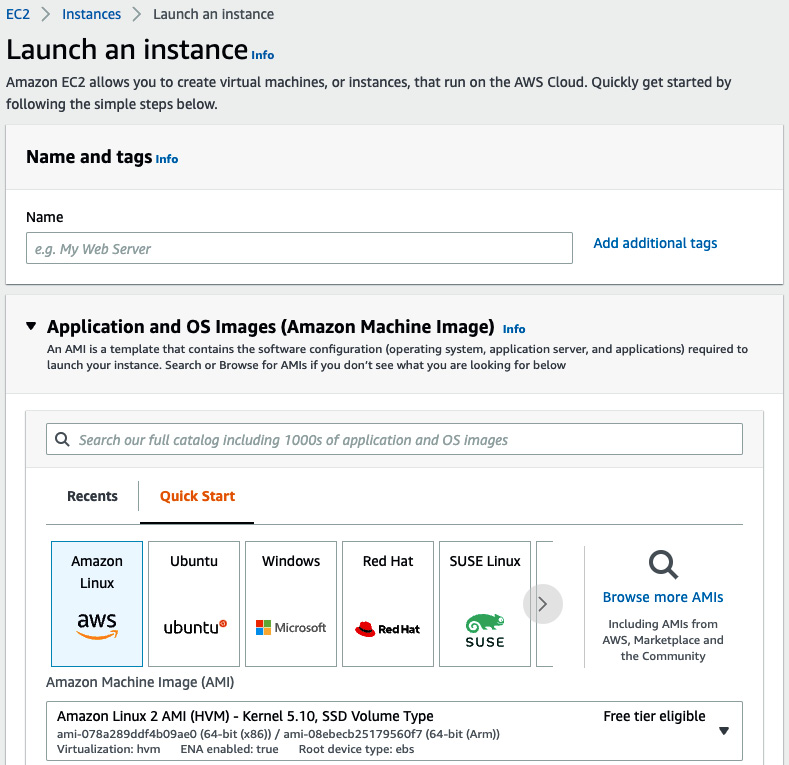 EC2 > Instances > Launch an instance
Launch an instance Info
Amazon EC2 allows you to create virtual machines, or instances, that run on the AWS Cloud. Quickly get started by
following the simple steps below.
Name and tags Info
Name
e.g. My Web Server
Add additional tags
Application and OS Images (Amazon Machine Image) Info
An AMI is a template that contains the software configuration (operating system, application server, and applications) required to
launch your instance. Search or Browse for AMIs if you don't see what you are looking for below
Search our full catalog including 1000s of application and OS images
Recents
Quick Start
Amazon
Linux
aws
Ubuntu
ubuntu
Windows
Microsoft
Red Hat
Red Hat
SUSE Linux
SUSE
Browse more AMIs
Including AMIs from
AWS, Marketplace and
the Community
Amazon Machine Image (AMI)
Amazon Linux 2 AMI (HVM) - Kernel 5.10, SSD Volume Type
Free tier eligible
ami-078a289ddf4b09ae0 (64-bit (x86)) / ami-08ebecb25179560f7 (64-bit (Arm))
Virtualization: hvm ENA enabled: true Root device type: ebs